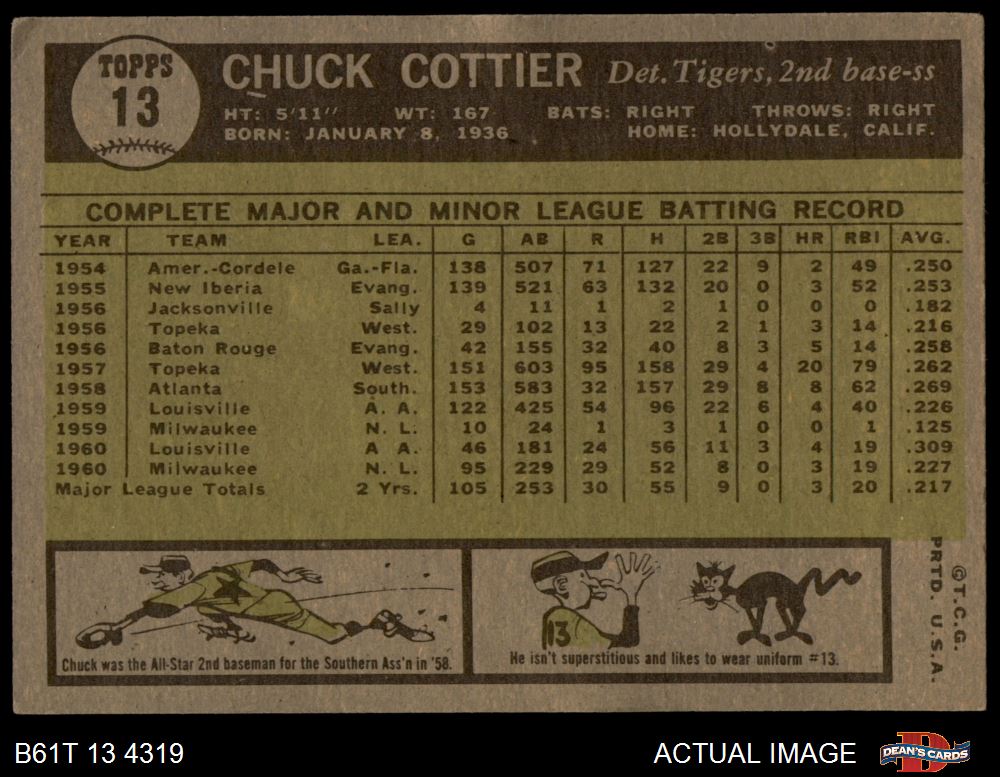 TOPPS
13
CHUCK COTTIER Det. Tigers, 2nd base-ss
HT: 5'11" WT: 167 BATS: RIGHT THROWS: RIGHT
BORN: JANUARY 8, 1936 HOME: HOLLYDALE, CALIF.
COMPLETE MAJOR AND MINOR LEAGUE BATTING RECORD
YEAR TEAM LEA. G AB R H 2B 3B HR RBI AVG.
1954 Amer.-Cordele Ga.-Fla. 138 507 71 127 22 9 2 49 .250
1955 New Iberia Evang. 139 521 63 132 20 0 3 52 .253
1956 Jacksonville Sally 4 11 1 2 1 0 0 0 .182
1956 Topeka West. 29 102 13 22 2 1 3 14 .216
1956 Baton Rouge Evang. 42 155 32 40 8 3 5 14 .258
1957 Topeka West. 151 603 95 158 29 4 20 79 .262
1958 Atlanta South. 153 583 32 157 29 8 8 62 .269
1959 Louisville A. A. 122 425 54 96 22 6 4 40 .226
1959 Milwaukee N. L. 10 24 1 3 1 0 0 1 .125
1960 Louisville A A. 46 181 24 56 11 3 4 19 .309
1960 Milwaukee N. L. 95 229 29 52 8 0 3 19 .227
Major League Totals 2 Yrs. 105 253 30 55 9 0 3 20 .217
Chuck was the All-Star 2nd baseman for the Southern Ass'n in '58.
13
He isn't superstitious and likes to wear uniform #13.
©T.C.G.
PRTD. U.S.A.
B61T 13 4319
ACTUAL IMAGE
D
DEAN'S CARDS